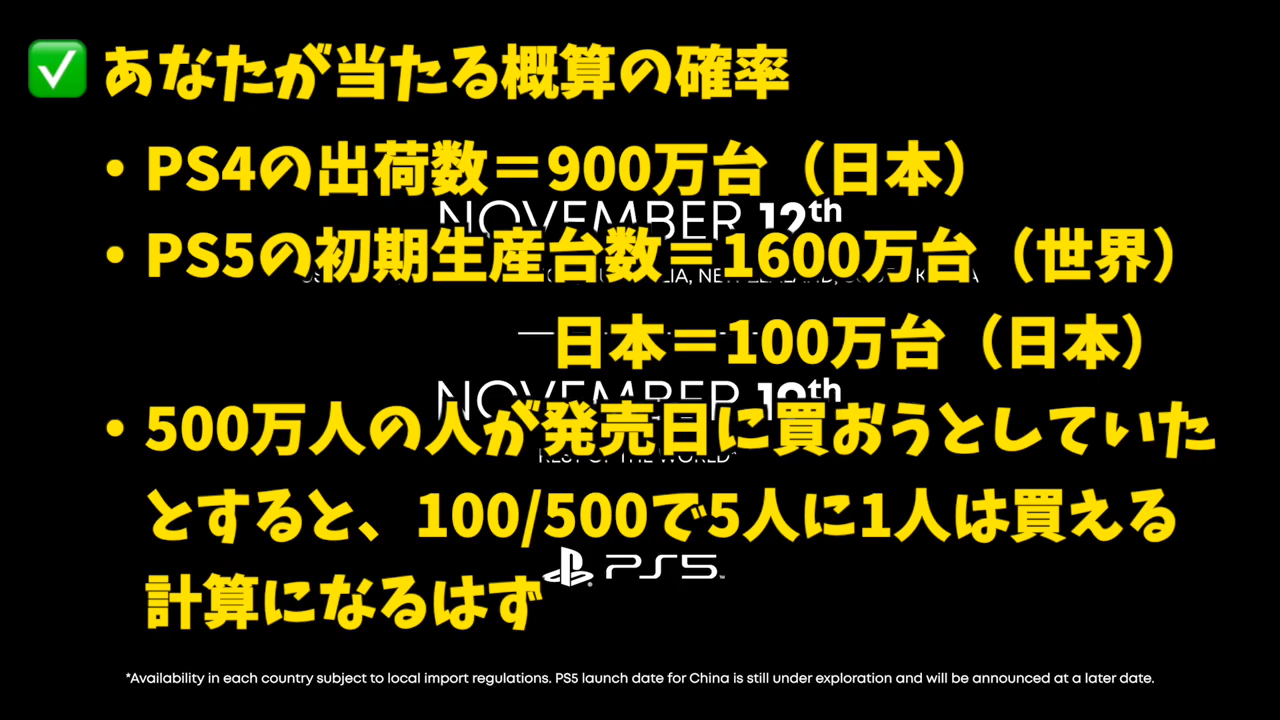 ✅ あなたが当たる概算の確率
・PS4の出荷数＝900万台（日本）
NOVEMBER 12th
・PS5の初期生産台数＝1600万台（世界）
日本＝100万台（日本）
NOVEMBER 19th
・500万人の人が発売日に買おうとしていた
REST OF THE WORLD*
とすると、100/500で5人に1人は買える
PS5
計算になるはず
*Availability in each country subject to local import regulations. PS5 launch date for China is still under exploration and will be announced at a later date.